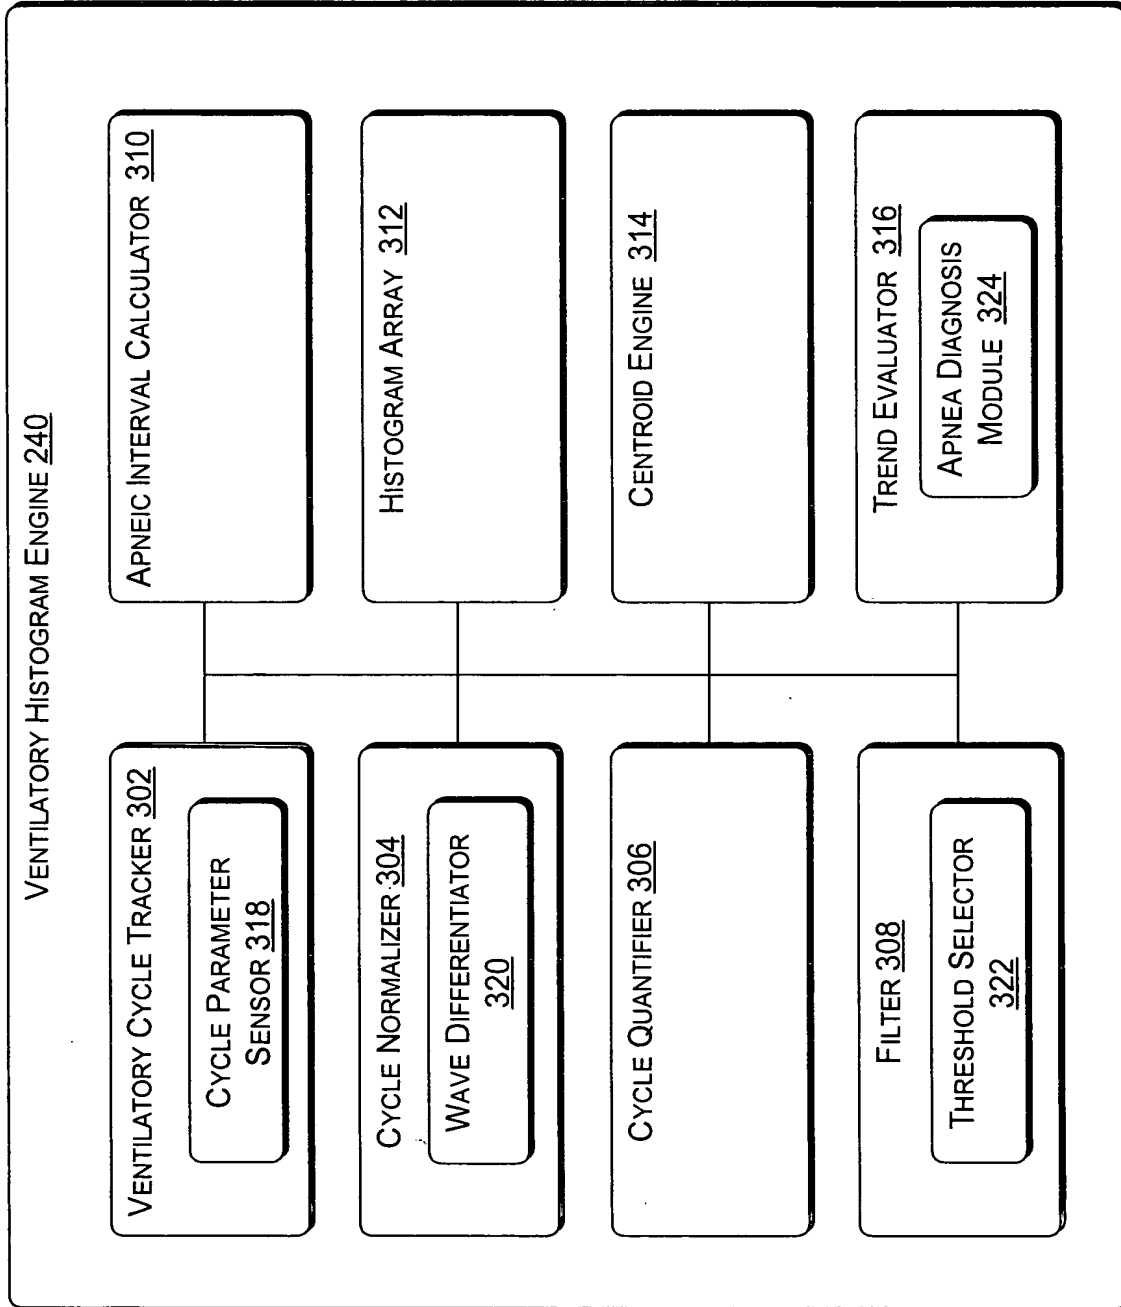 VENTILATORY HISTOGRAM ENGINE 240
VENTILATORY CYCLE TRACKER 302
CYCLE PARAMETER
SENSOR 318
CYCLE NORMALIZER 304
WAVE DIFFERENTIATOR
320
CYCLE QUANTIFIER 306
FILTER 308
THRESHOLD SELECTOR
322
APNEIC INTERVAL CALCULATOR 310
HISTOGRAM ARRAY 312
CENTROID ENGINE 314
TREND EVALUATOR 316
APNEA DIAGNOSIS
MODULE 324